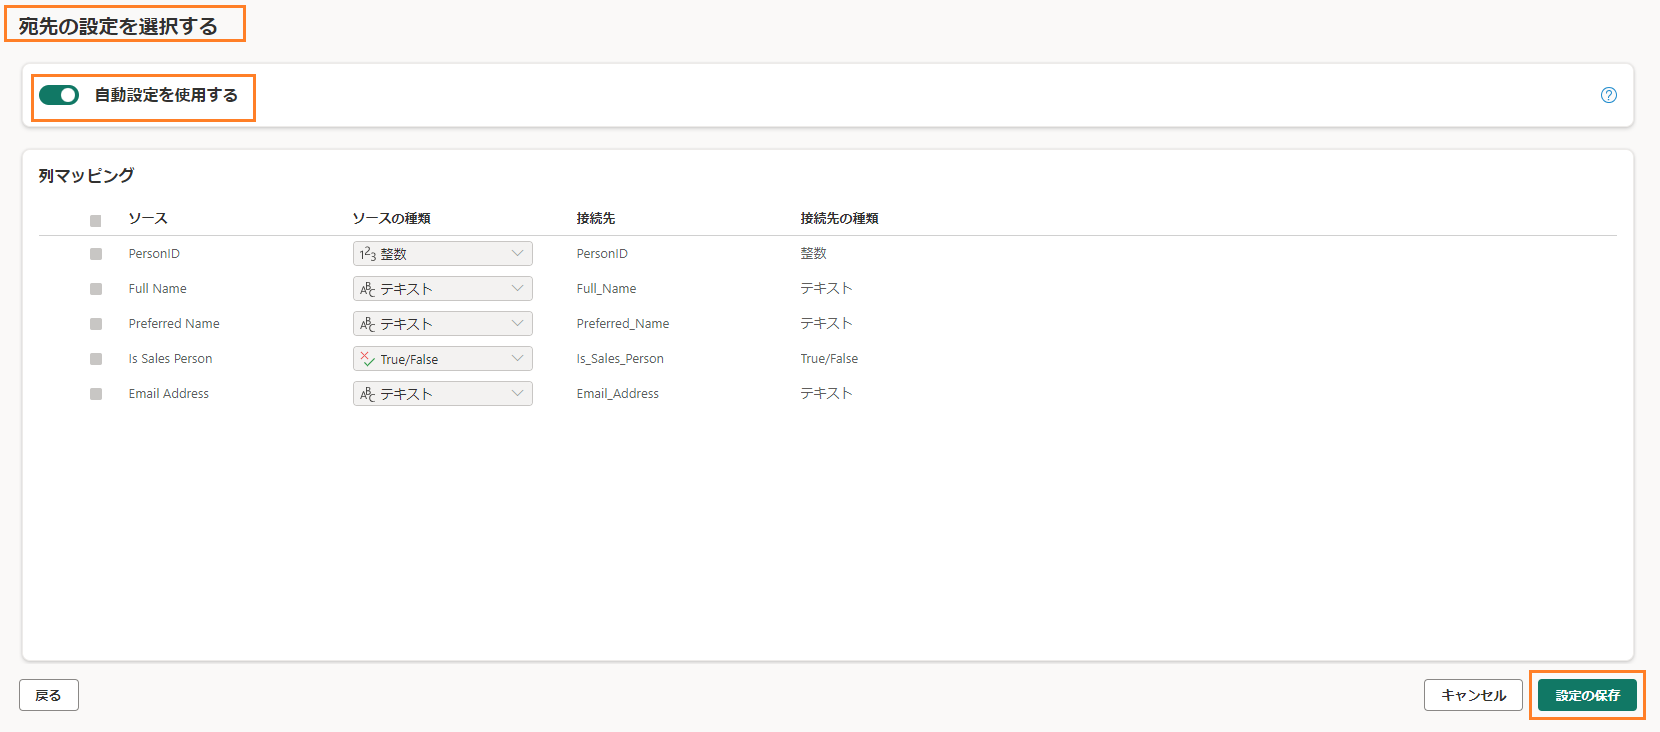 宛先の設定を選択する
自動設定を使用する
列マッピング
ソース ソースの種類 接続先 接続先の種類
PersonID 123 整数 PersonID 整数
Full Name ABC テキスト Full_Name テキスト
Preferred Name ABC テキスト Preferred_Name テキスト
Is Sales Person True/False Is_Sales_Person True/False
Email Address ABC テキスト Email_Address テキスト
戻る キャンセル 設定の保存